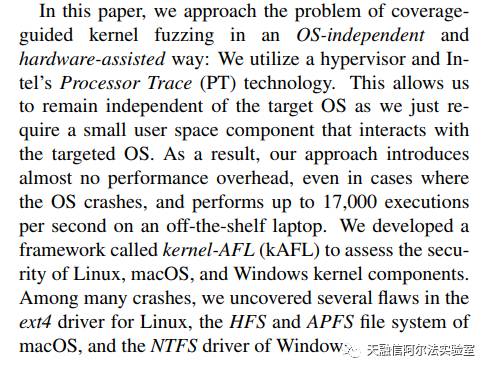 In this paper, we approach the problem of coverage-
guided kernel fuzzing in an OS-independent and
hardware-assisted way: We utilize a hypervisor and In-
tel's Processor Trace (PT) technology. This allows us
to remain independent of the target OS as we just re-
quire a small user space component that interacts with
the targeted OS. As a result, our approach introduces
almost no performance overhead, even in cases where
the OS crashes, and performs up to 17,000 executions
per second on an off-the-shelf laptop. We developed a
framework called kernel-AFL (kAFL) to assess the secu-
rity of Linux, macOS, and Windows kernel components.
Among many crashes, we uncovered several flaws in the
ext4 driver for Linux, the HFS and APFS file system of
macOS, and the NTFS driver of Window
天融信阿尔法实验室